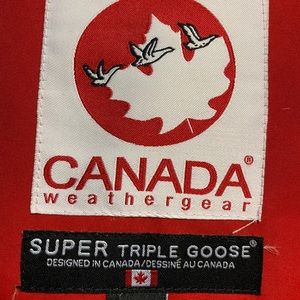 CANADA®
weathergear
SUPER TRIPLE GOOSE®
DESIGNED IN CANADA/DESSINÉ AU CANADA